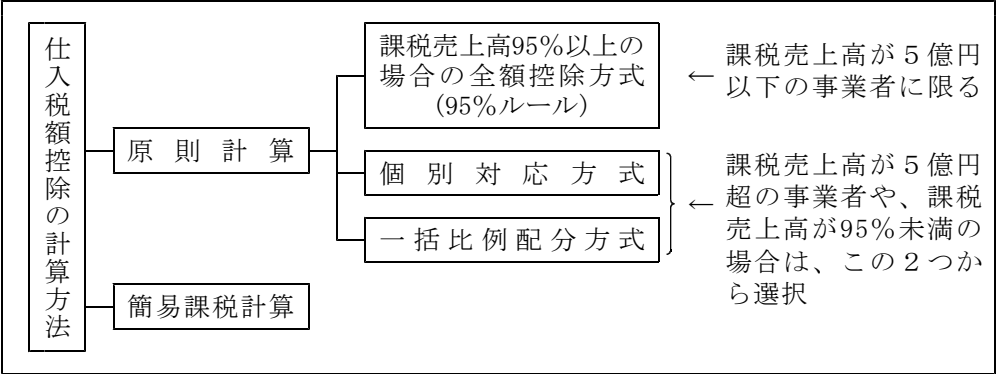 仕入税額控除の計算方法
原則計算
簡易課税計算
課税売上高95%以上の
場合の全額控除方式
(95%ルール)
個別対応方式
一括比例配分方式
← 課税売上高が５億円
以下の事業者に限る
← 課税売上高が５億円
超の事業者や、課税
売上高が95%未満の
場合は、この２つか
ら選択